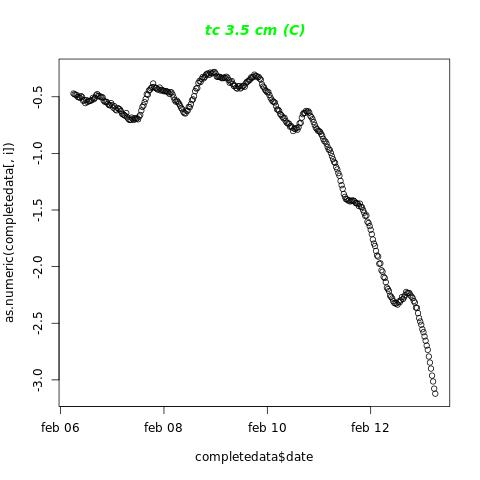 tc 3.5 cm (C)
as.numeric(completedata[, i])
-0.5
-1.0
-1.5
-2.0
-2.5
-3.0
feb 06
feb 08
feb 10
feb 12
completedata$date